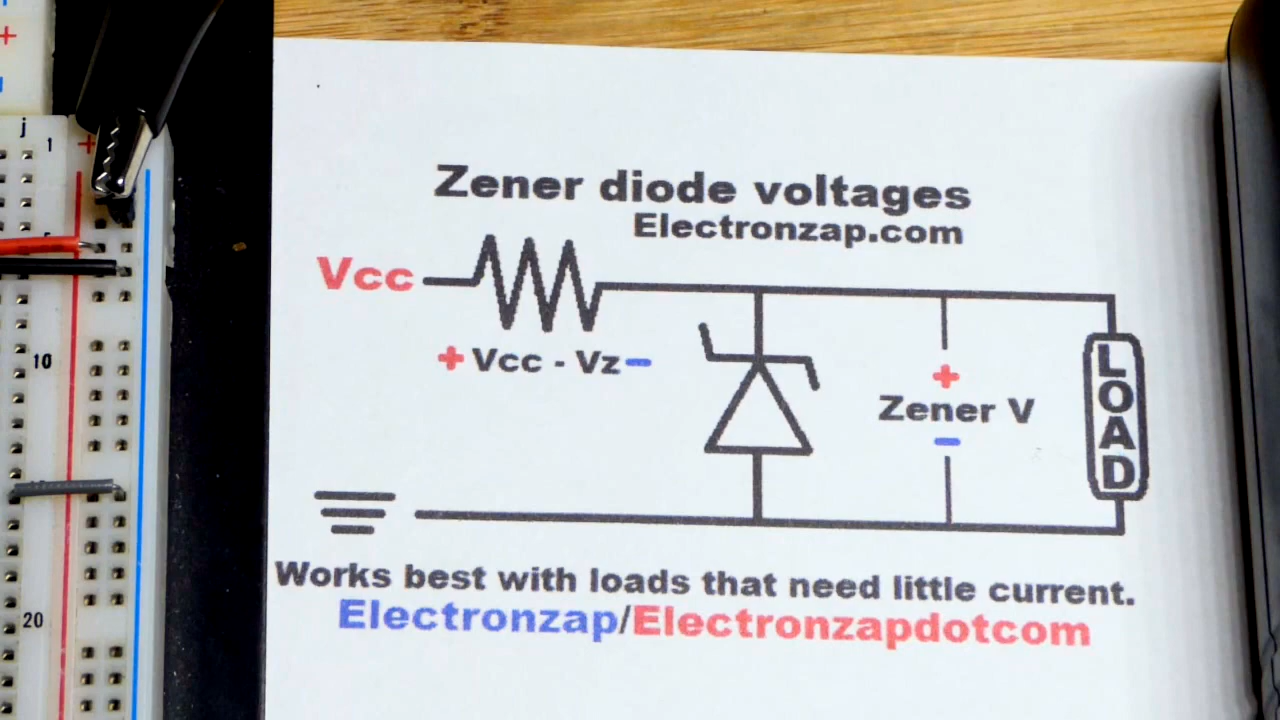 +
j
1
+
10
20
Zener diode voltages
Electronzap.com
Vcc
+ Vcc - Vz -
+
Zener V
-
LOAD
Works best with loads that need little current.
Electronzap/Electronzapdotcom